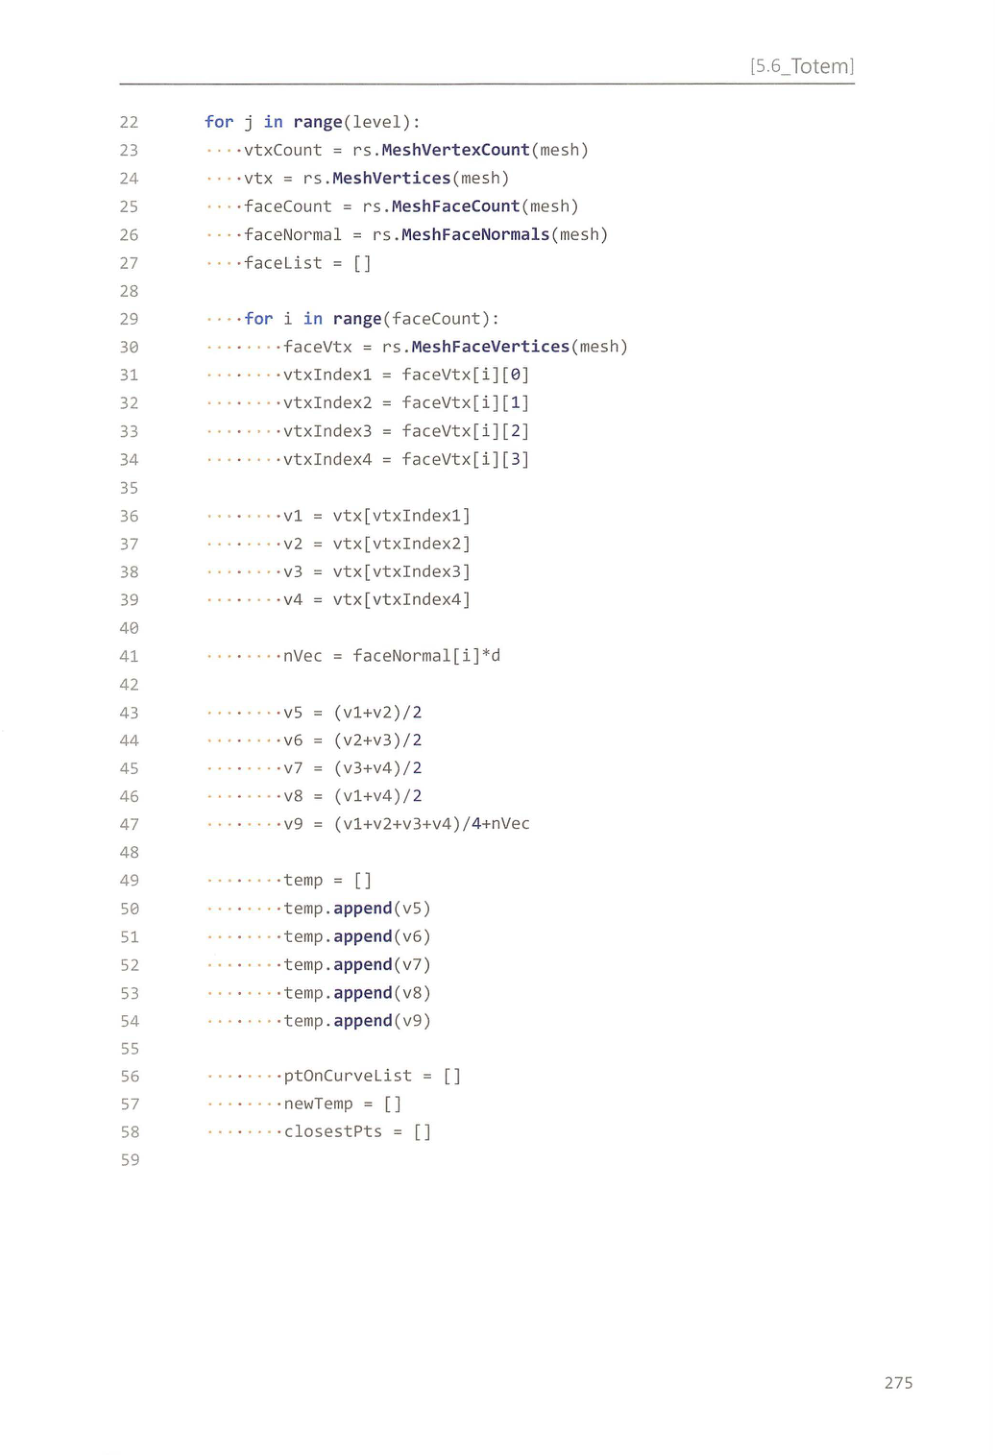 [5.6_Totem]
22 for j in range(level):
23 ····vtxCount = rs.MeshVertexCount(mesh)
24 ····vtx = rs.MeshVertices(mesh)
25 ····faceCount = rs.MeshFaceCount(mesh)
26 ····faceNormal = rs.MeshFaceNormals(mesh)
27 ····faceList = []
28
29 ····for i in range(faceCount):
30 ········faceVtx = rs.MeshFaceVertices(mesh)
31 ········vtxIndex1 = faceVtx[i][0]
32 ········vtxIndex2 = faceVtx[i][1]
33 ········vtxIndex3 = faceVtx[i][2]
34 ········vtxIndex4 = faceVtx[i][3]
35
36 ········v1 = vtx[vtxIndex1]
37 ········v2 = vtx[vtxIndex2]
38 ········v3 = vtx[vtxIndex3]
39 ········v4 = vtx[vtxIndex4]
40
41 ········nVec = faceNormal[i]*d
42
43 ········v5 = (v1+v2)/2
44 ········v6 = (v2+v3)/2
45 ········v7 = (v3+v4)/2
46 ········v8 = (v1+v4)/2
47 ········v9 = (v1+v2+v3+v4)/4+nVec
48
49 ········temp = []
50 ········temp.append(v5)
51 ········temp.append(v6)
52 ········temp.append(v7)
53 ········temp.append(v8)
54 ········temp.append(v9)
55
56 ········ptOnCurveList = []
57 ········newTemp = []
58 ········closestPts = []
59
275